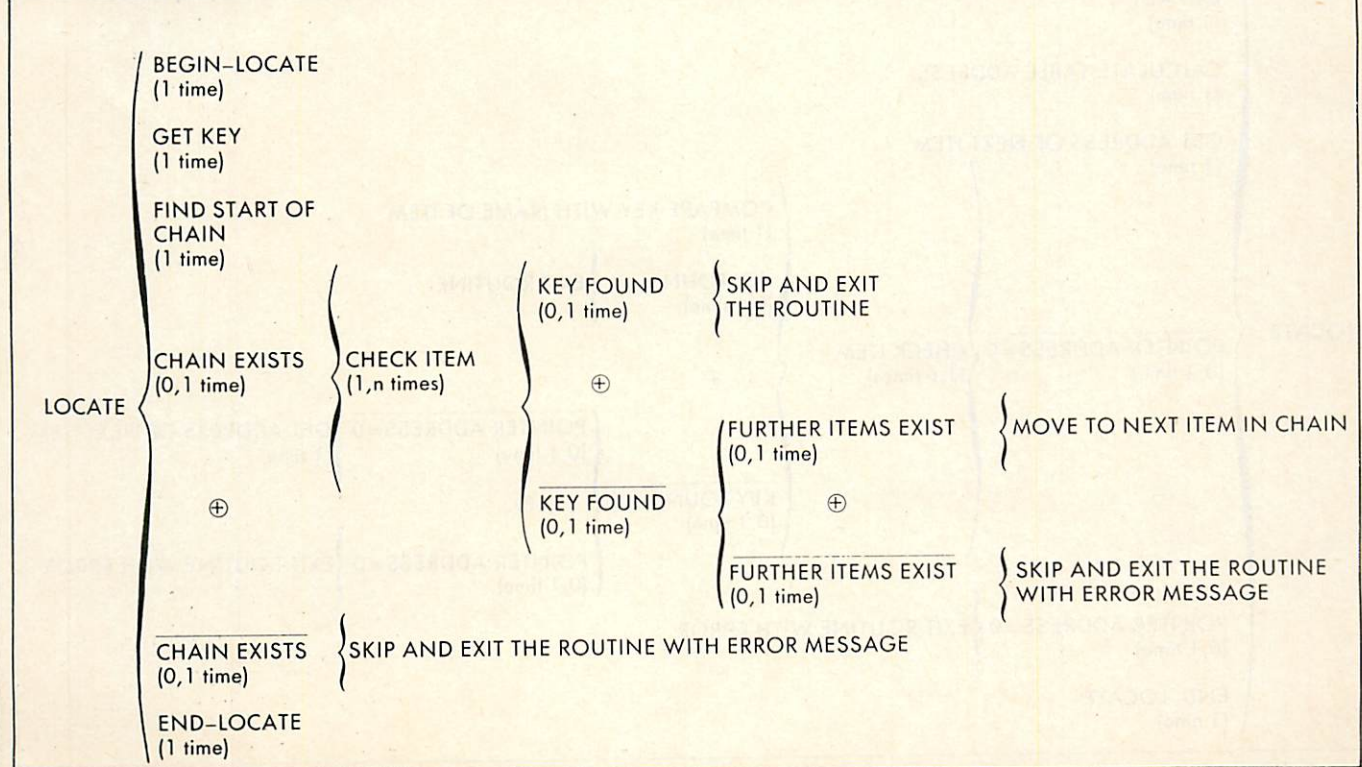 BEGIN–LOCATE
(1 time)
GET KEY
(1 time)
FIND START OF
CHAIN
(1 time)
KEY FOUND
(0,1 time)
SKIP AND EXIT
THE ROUTINE
CHAIN EXISTS
(0,1 time)
CHECK ITEM
(1,n times)
⊕
LOCATE
FURTHER ITEMS EXIST
(0,1 time)
MOVE TO NEXT ITEM IN CHAIN
⊕
KEY FOUND
(0,1 time)
⊕
FURTHER ITEMS EXIST
(0,1 time)
SKIP AND EXIT THE ROUTINE
WITH ERROR MESSAGE
CHAIN EXISTS
(0,1 time)
SKIP AND EXIT THE ROUTINE WITH ERROR MESSAGE
END–LOCATE
(1 time)